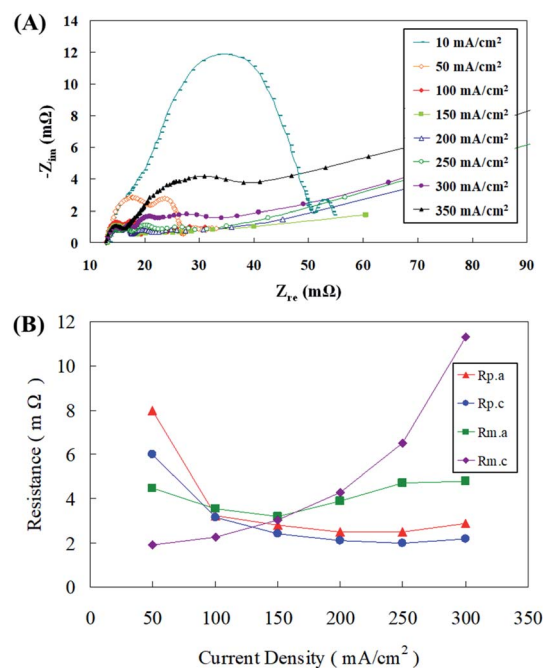 (A)
14
12
10
8
6
4
2
0
-Z_im (mΩ)
10 mA/cm²
50 mA/cm²
100 mA/cm²
150 mA/cm²
200 mA/cm²
250 mA/cm²
300 mA/cm²
350 mA/cm²
10 20 30 40 50 60 70 80 90
Z_re (mΩ)
(B)
12
10
8
6
4
2
0
Resistance ( m Ω )
Rp.a
Rp.c
Rm.a
Rm.c
0 50 100 150 200 250 300 350
Current Density ( mA/cm² )